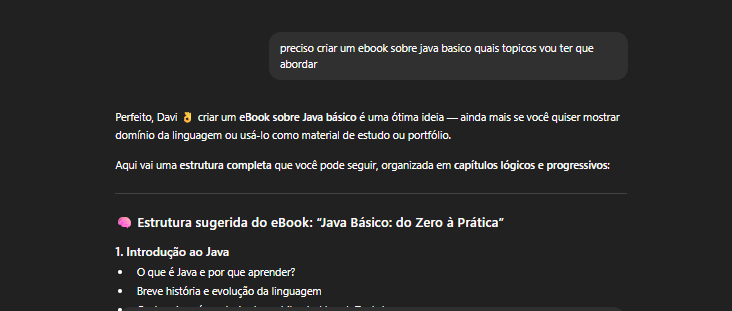 preciso criar um ebook sobre java basico quais topicos vou ter que
abordar
Perfeito, Davi 👌 criar um eBook sobre Java básico é uma ótima ideia — ainda mais se você quiser mostrar
domínio da linguagem ou usá-lo como material de estudo ou portfólio.
Aqui vai uma estrutura completa que você pode seguir, organizada em capítulos lógicos e progressivos:
🧠 Estrutura sugerida do eBook: “Java Básico: do Zero à Prática”
1. Introdução ao Java
• O que é Java e por que aprender?
• Breve história e evolução da linguagem